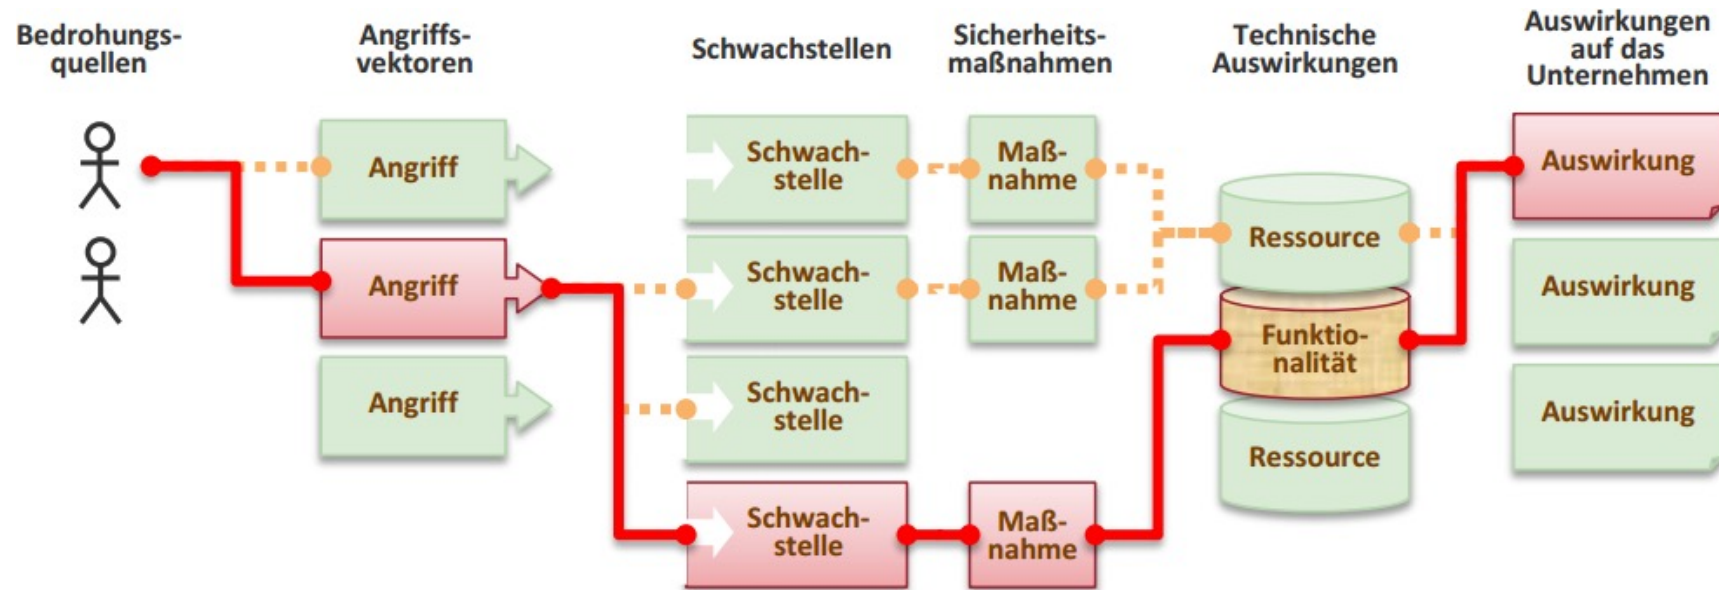 Bedrohungs-
quellen
Angriffs-
vektoren
Schwachstellen
Sicherheits-
maßnahmen
Technische
Auswirkungen
Auswirkungen
auf das
Unternehmen
Angriff
Angriff
Angriff
Schwach-
stelle
Schwach-
stelle
Schwach-
stelle
Schwach-
stelle
Maß-
nahme
Maß-
nahme
Maß-
nahme
Ressource
Funktio-
nalität
Ressource
Auswirkung
Auswirkung
Auswirkung